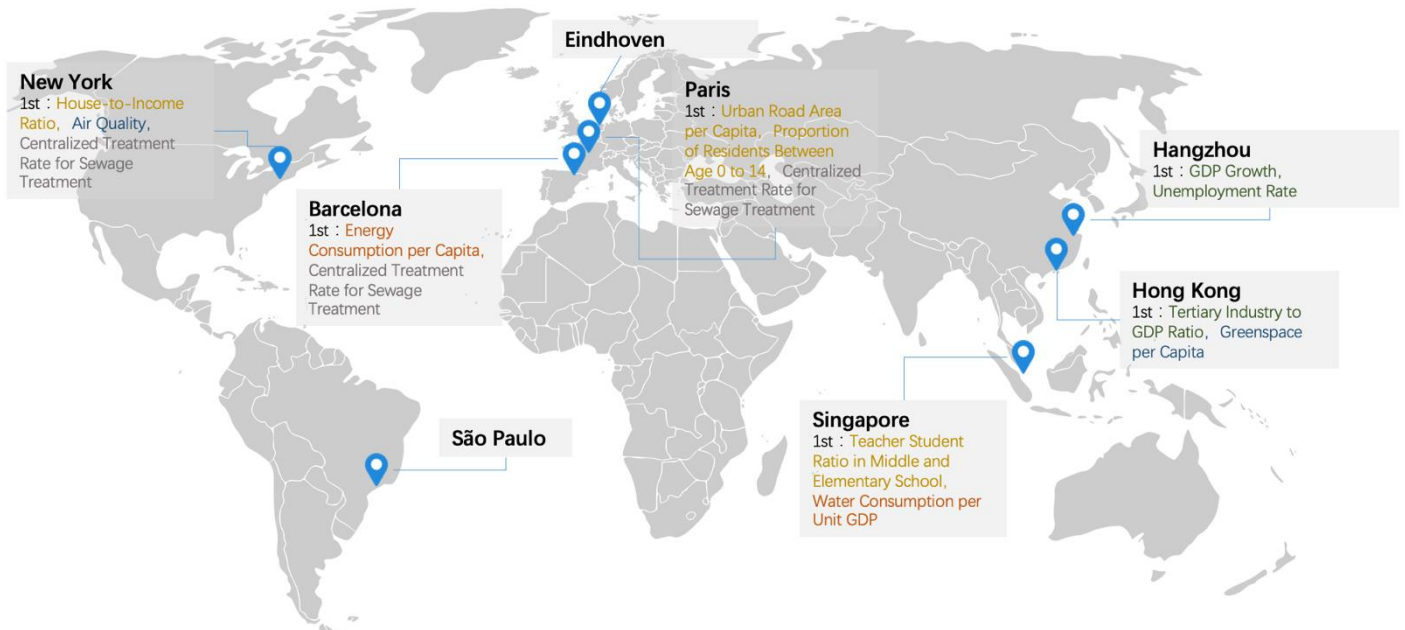 Eindhoven
New York
1st：House-to-Income
Ratio, Air Quality,
Centralized Treatment
Rate for Sewage
Treatment
Paris
1st：Urban Road Area
per Capita, Proportion
of Residents Between
Age 0 to 14, Centralized
Treatment Rate for
Sewage Treatment
Hangzhou
1st：GDP Growth,
Unemployment Rate
Barcelona
1st：Energy
Consumption per Capita,
Centralized Treatment
Rate for Sewage
Treatment
Hong Kong
1st：Tertiary Industry to
GDP Ratio, Greenspace
per Capita
São Paulo
Singapore
1st：Teacher Student
Ratio in Middle and
Elementary School,
Water Consumption per
Unit GDP